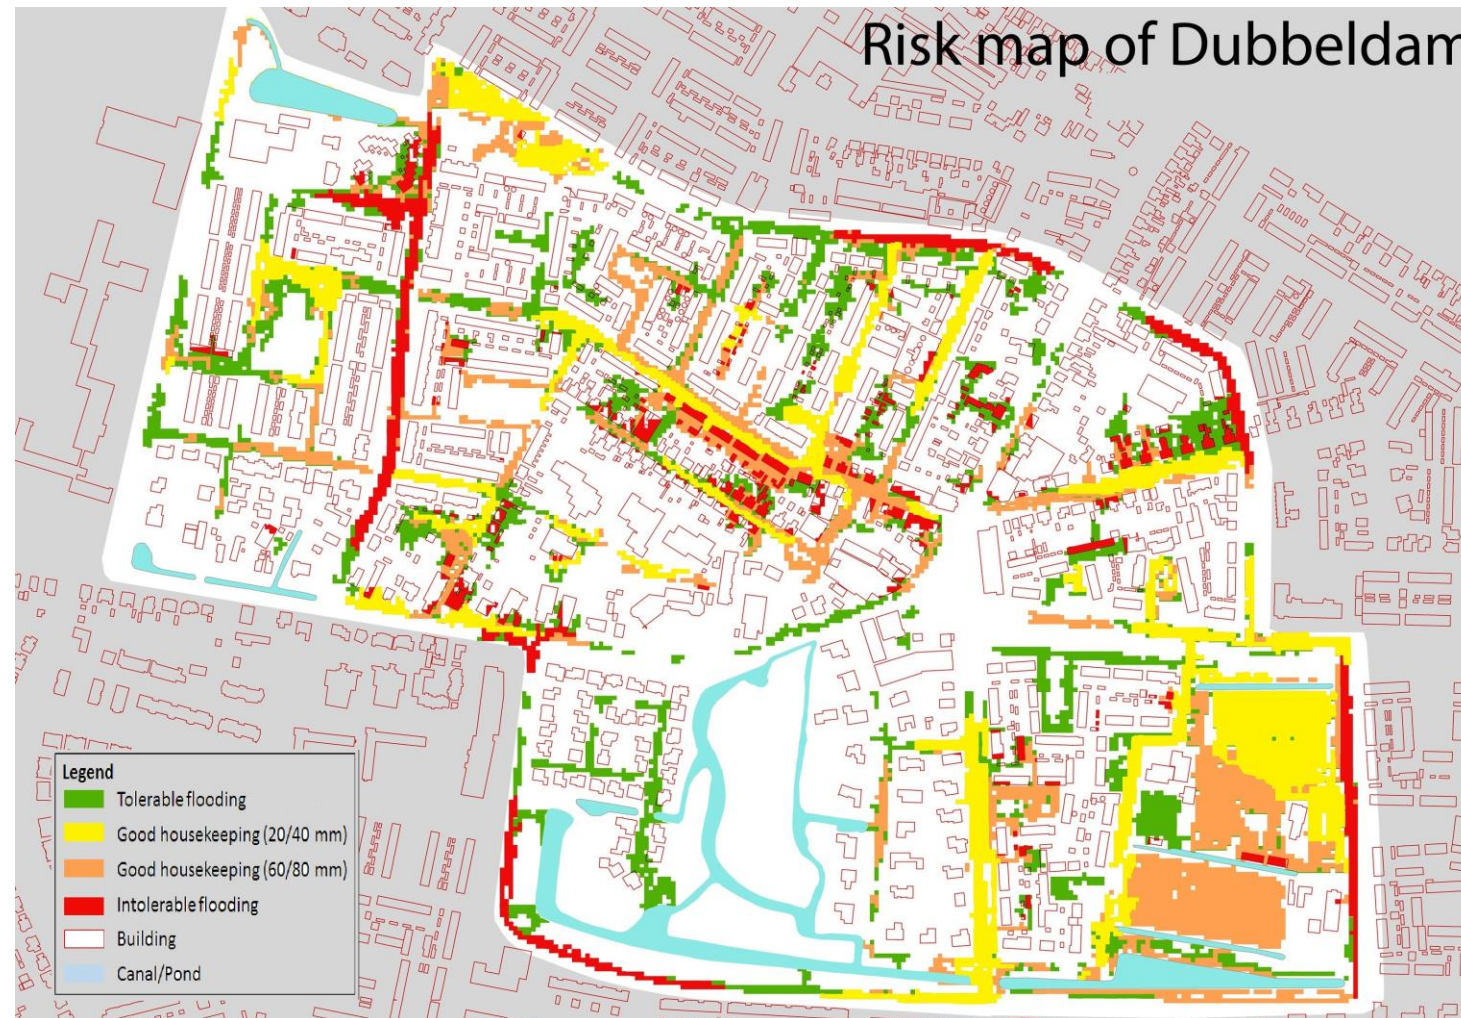 Risk map of Dubbeldam
Legend
Tolerable flooding
Good housekeeping (20/40 mm)
Good housekeeping (60/80 mm)
Intolerable flooding
Building
Canal/Pond